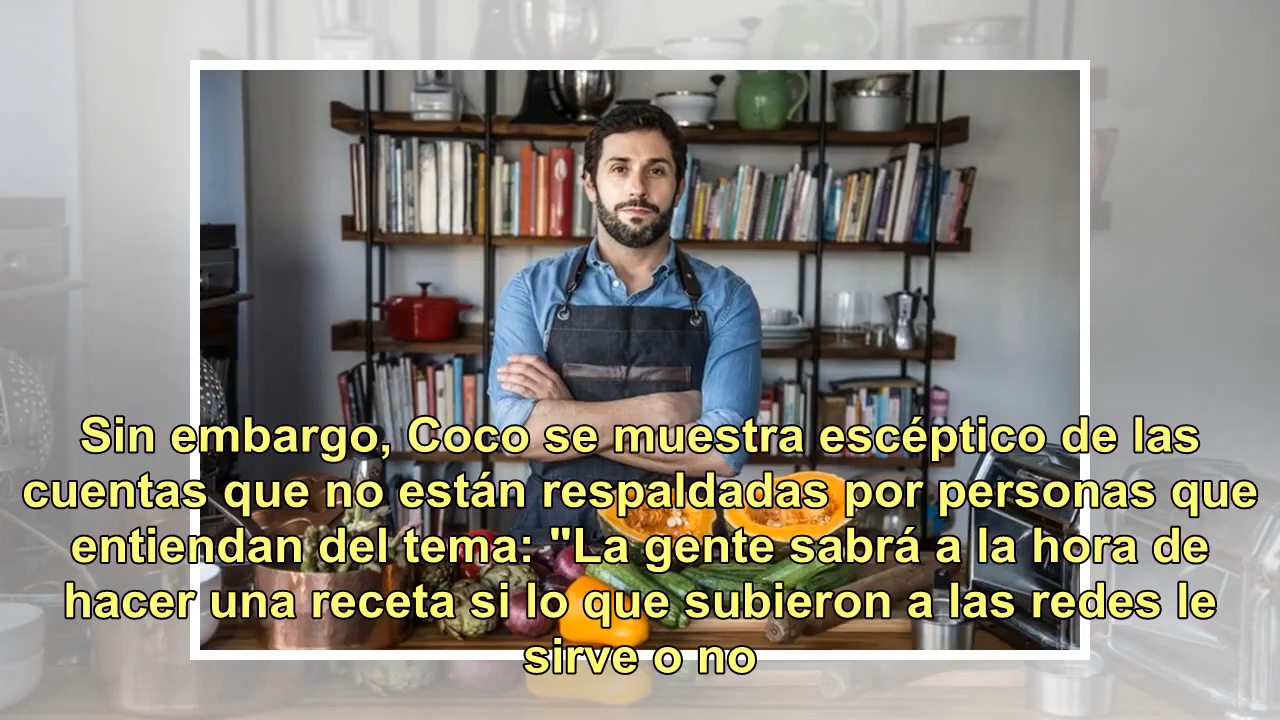 Sin embargo, Coco se muestra escéptico de las
cuentas que no están respaldadas por personas que
entiendan del tema: "La gente sabrá a la hora de
hacer una receta si lo que subieron a las redes le
sirve o no